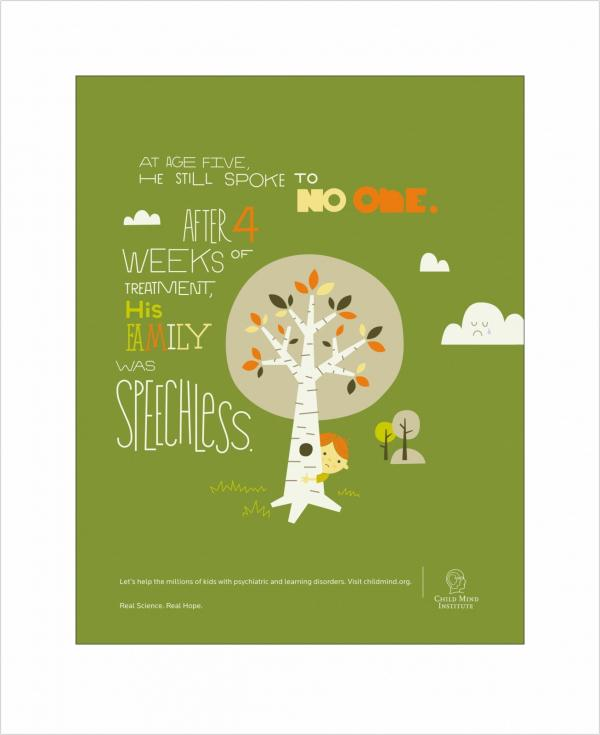 AT AGE FIVE,
HE STILL SPOKE TO
NO ONE.
AFTER 4
WEEKS OF
TREATMENT,
His
FAMILY
WAS
SPEECHLESS.
Let's help the millions of kids with psychiatric and learning disorders. Visit childmind.org.
Real Science. Real Hope.
CHILD MIND
INSTITUTE